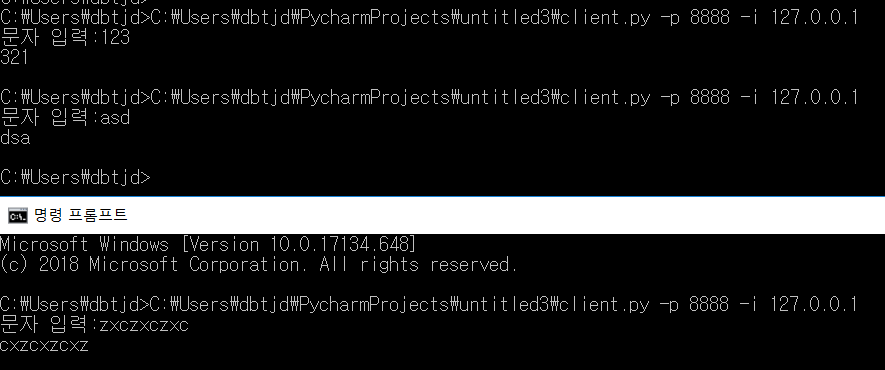 C:₩Users₩dbtjd>C:₩Users₩dbtjd₩PycharmProjects₩untitled3₩client.py -p 8888 -i 127.0.0.1
문자 입력:123
321
C:₩Users₩dbtjd>C:₩Users₩dbtjd₩PycharmProjects₩untitled3₩client.py -p 8888 -i 127.0.0.1
문자 입력:asd
dsa
C:₩Users₩dbtjd>
명령 프롬프트
Microsoft Windows [Version 10.0.17134.648]
(c) 2018 Microsoft Corporation. All rights reserved.
C:₩Users₩dbtjd>C:₩Users₩dbtjd₩PycharmProjects₩untitled3₩client.py -p 8888 -i 127.0.0.1
문자 입력:zxczxczxc
cxzcxzcxz